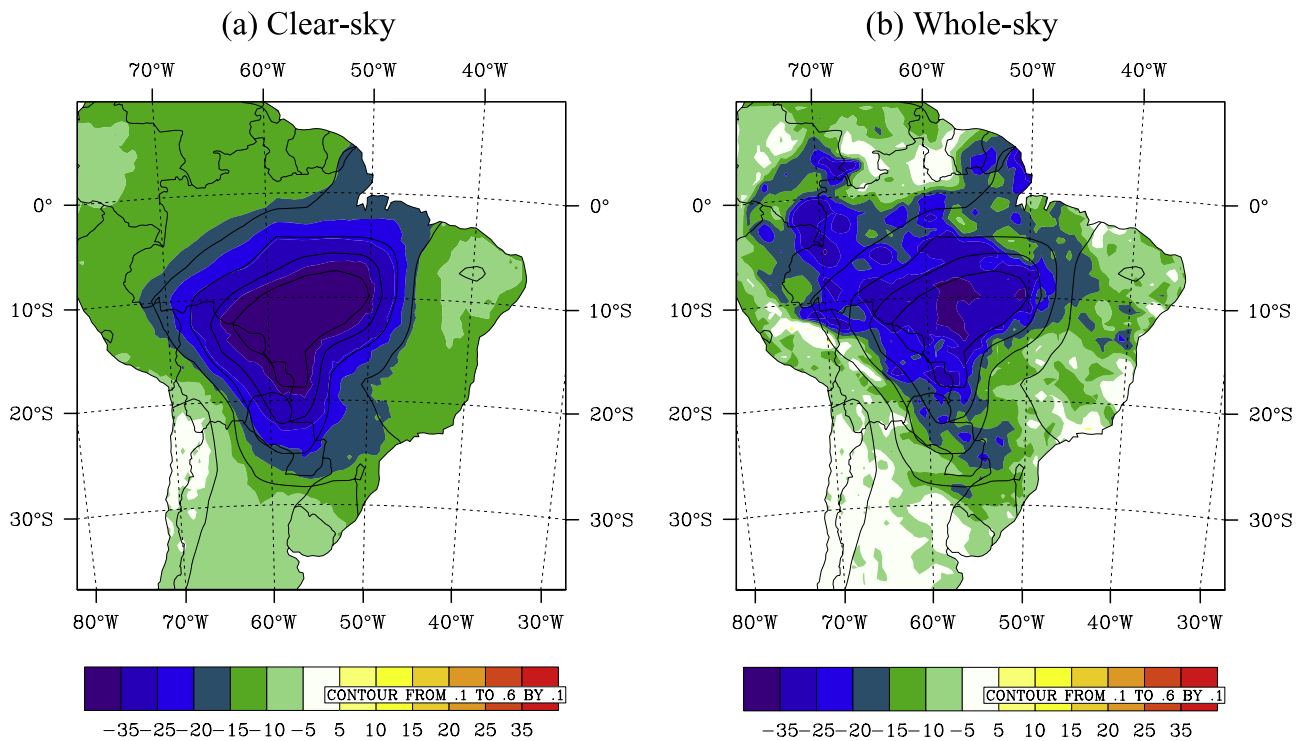 (a) Clear-sky
(b) Whole-sky
70°W 60°W 50°W 40°W
70°W 60°W 50°W 40°W
0° 0° 0° 0°
10°S 10°S 10°S 10°S
20°S 20°S 20°S 20°S
30°S 30°S 30°S 30°S
80°W 70°W 60°W 50°W 40°W 30°W
80°W 70°W 60°W 50°W 40°W 30°W
CONTOUR FROM .1 TO .6 BY .1
CONTOUR FROM .1 TO .6 BY .1
-35 -25 -20 -15 -10 -5 5 10 15 20 25 35
-35 -25 -20 -15 -10 -5 5 10 15 20 25 35